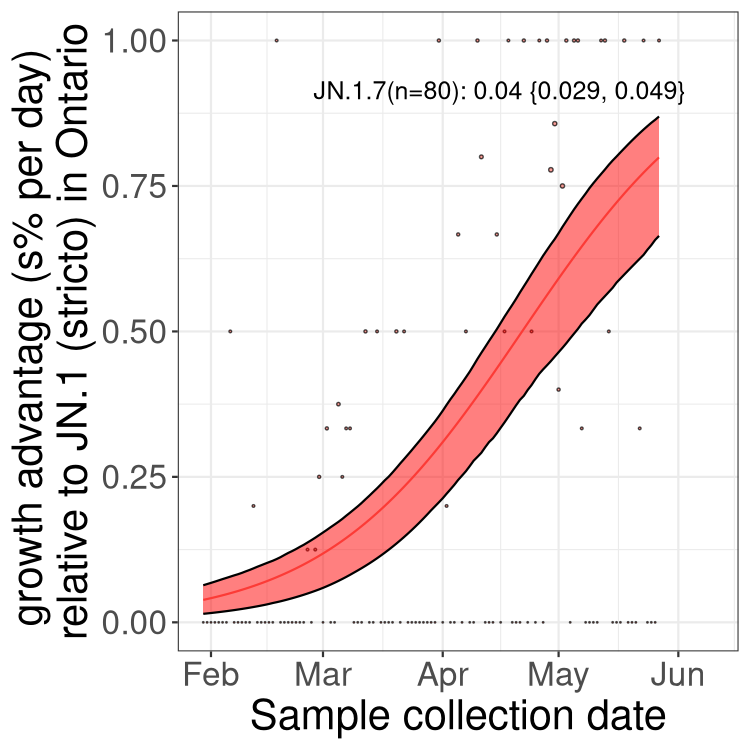 growth advantage (s% per day)
relative to JN.1 (stricto) in Ontario
1.00
0.75
0.50
0.25
0.00
JN.1.7(n=80): 0.04 {0.029, 0.049}
Feb Mar Apr May Jun
Sample collection date